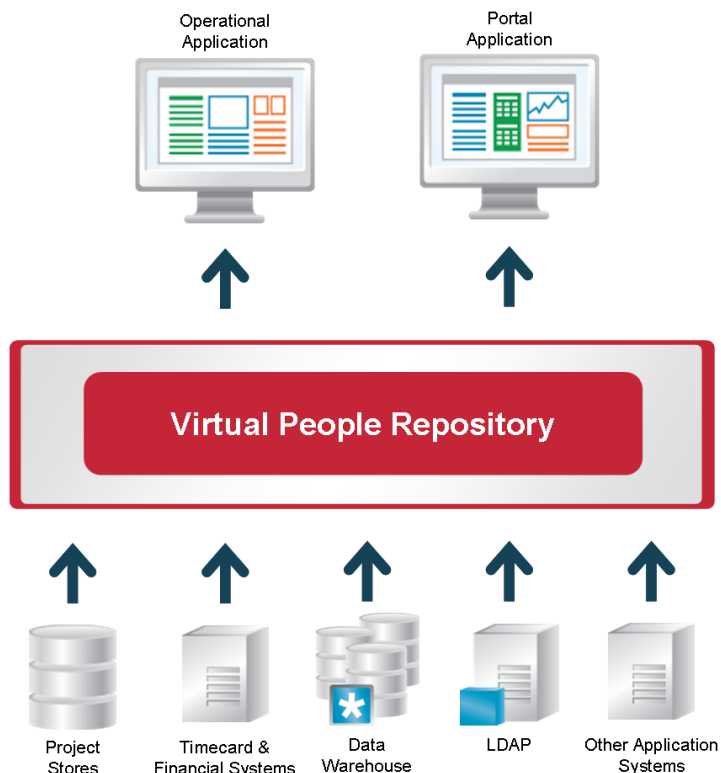 Operational
Application
Portal
Application
Virtual People Repository
Project
Stores
Timecard &
Financial Systems
Data
Warehouse
LDAP
Other Application
Systems